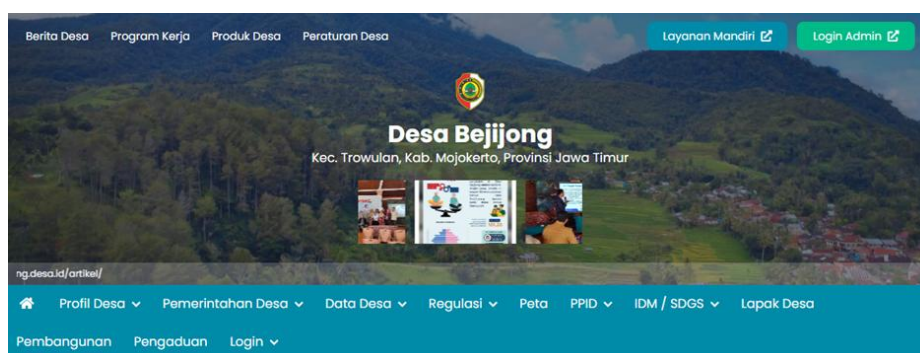 Berita Desa Program Kerja Produk Desa Peraturan Desa Layanan Mandiri Login Admin
Desa Bejijong
Kec. Trowulan, Kab. Mojokerto, Provinsi Jawa Timur
ng.desa.id/artikel/
Profil Desa Pemerintahan Desa Data Desa Regulasi Peta PPID IDM / SDGS Lapak Desa
Pembangunan Pengaduan Login